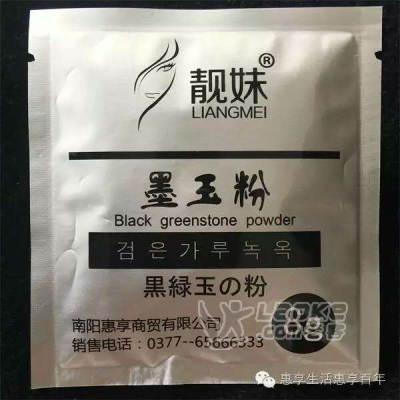 靓妹®
LIANGMEI
墨玉粉
Black greenstone powder
검은가루녹옥
黒緑玉の粉
南阳惠享商贸有限公司
销售电话：0377--65666333
8g
惠享生活惠享百年